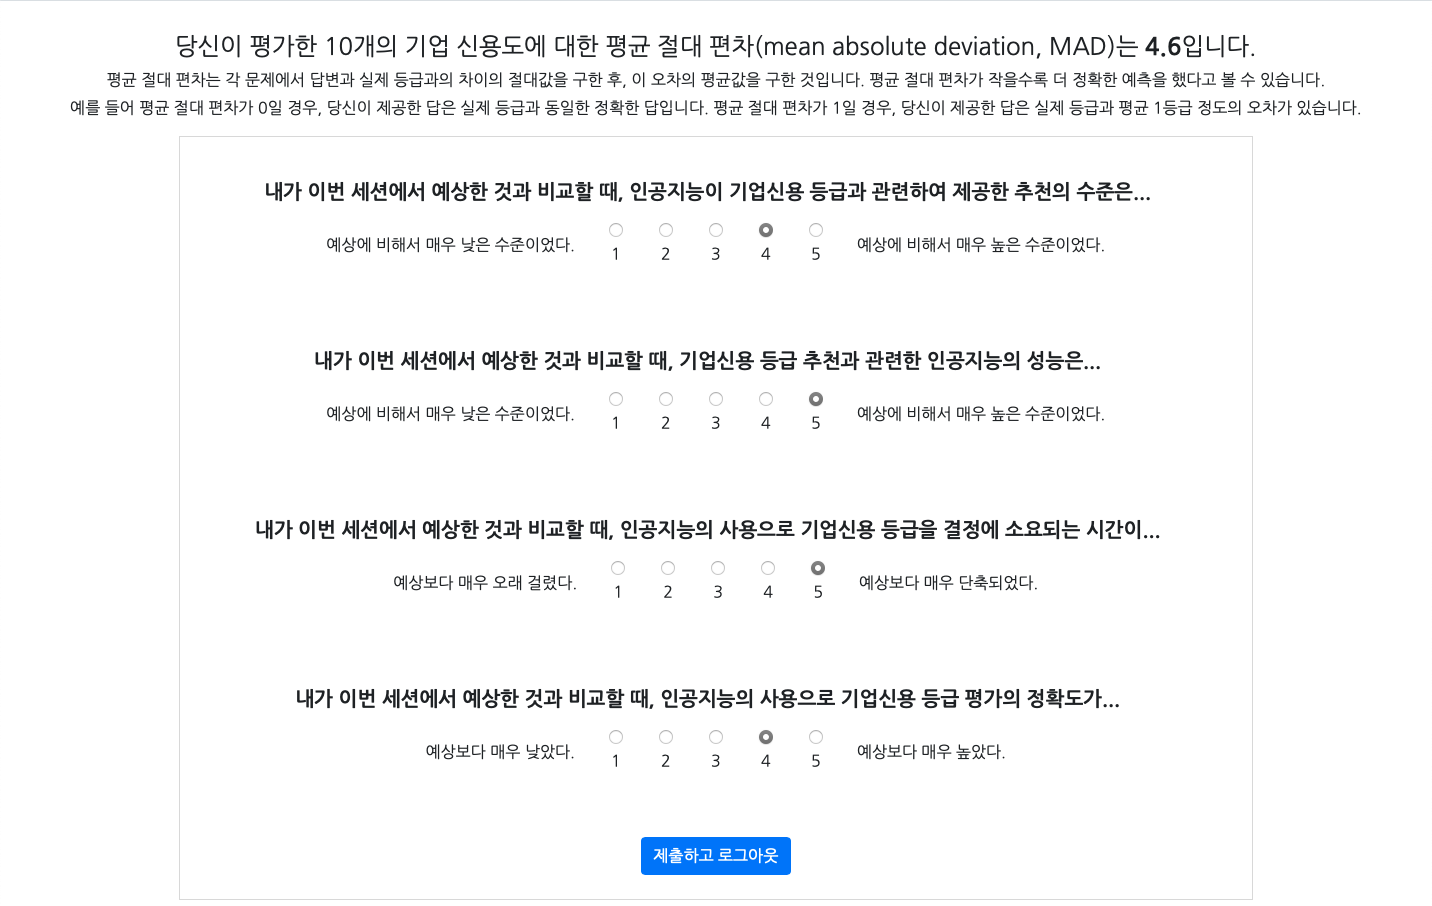 당신이 평가한 10개의 기업 신용도에 대한 평균 절대 편차(mean absolute deviation, MAD)는 4.6입니다.
평균 절대 편차는 각 문제에서 답변과 실제 등급과의 차이의 절대값을 구한 후, 이 오차의 평균값을 구한 것입니다. 평균 절대 편차가 작을수록 더 정확한 예측을 했다고 볼 수 있습니다.
예를 들어 평균 절대 편차가 0일 경우, 당신이 제공한 답은 실제 등급과 동일한 정확한 답입니다. 평균 절대 편차가 1일 경우, 당신이 제공한 답은 실제 등급과 평균 1등급 정도의 오차가 있습니다.
내가 이번 세션에서 예상한 것과 비교할 때, 인공지능이 기업신용 등급과 관련하여 제공한 추천의 수준은...
예상에 비해서 매우 낮은 수준이었다. 1 2 3 4 5 예상에 비해서 매우 높은 수준이었다.
내가 이번 세션에서 예상한 것과 비교할 때, 기업신용 등급 추천과 관련한 인공지능의 성능은...
예상에 비해서 매우 낮은 수준이었다. 1 2 3 4 5 예상에 비해서 매우 높은 수준이었다.
내가 이번 세션에서 예상한 것과 비교할 때, 인공지능의 사용으로 기업신용 등급을 결정에 소요되는 시간이...
예상보다 매우 오래 걸렸다. 1 2 3 4 5 예상보다 매우 단축되었다.
내가 이번 세션에서 예상한 것과 비교할 때, 인공지능의 사용으로 기업신용 등급 평가의 정확도가...
예상보다 매우 낮았다. 1 2 3 4 5 예상보다 매우 높았다.
제출하고 로그아웃